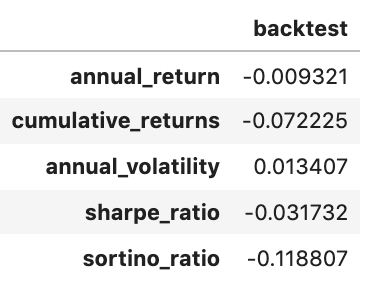 backtest
annual_return -0.009321
cumulative_returns -0.072225
annual_volatility 0.013407
sharpe_ratio -0.031732
sortino_ratio -0.118807